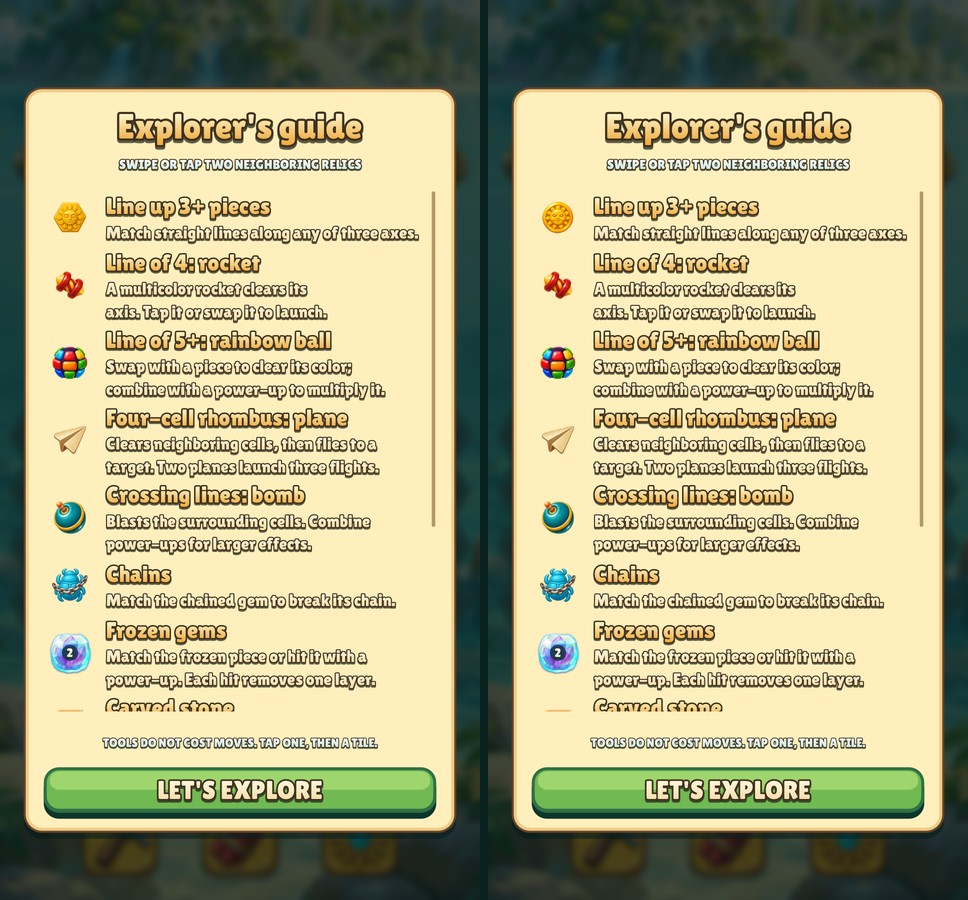 Explorer's guide
SWIPE OR TAP TWO NEIGHBORING RELICS
Line up 3+ pieces
Match straight lines along any of three axes.
Line of 4: rocket
A multicolor rocket clears its
axis. Tap it or swap it to launch.
Line of 5+: rainbow ball
Swap with a piece to clear its color;
combine with a power-up to multiply it.
Four-cell rhombus: plane
Clears neighboring cells, then flies to a
target. Two planes launch three flights.
Crossing lines: bomb
Blasts the surrounding cells. Combine
power-ups for larger effects.
Chains
Match the chained gem to break its chain.
2
Frozen gems
Match the frozen piece or hit it with a
power-up. Each hit removes one layer.
Carved stone
TOOLS DO NOT COST MOVES. TAP ONE, THEN A TILE.
LET'S EXPLORE
Explorer's guide
SWIPE OR TAP TWO NEIGHBORING RELICS
Line up 3+ pieces
Match straight lines along any of three axes.
Line of 4: rocket
A multicolor rocket clears its
axis. Tap it or swap it to launch.
Line of 5+: rainbow ball
Swap with a piece to clear its color;
combine with a power-up to multiply it.
Four-cell rhombus: plane
Clears neighboring cells, then flies to a
target. Two planes launch three flights.
Crossing lines: bomb
Blasts the surrounding cells. Combine
power-ups for larger effects.
Chains
Match the chained gem to break its chain.
2
Frozen gems
Match the frozen piece or hit it with a
power-up. Each hit removes one layer.
Carved stone
TOOLS DO NOT COST MOVES. TAP ONE, THEN A TILE.
LET'S EXPLORE